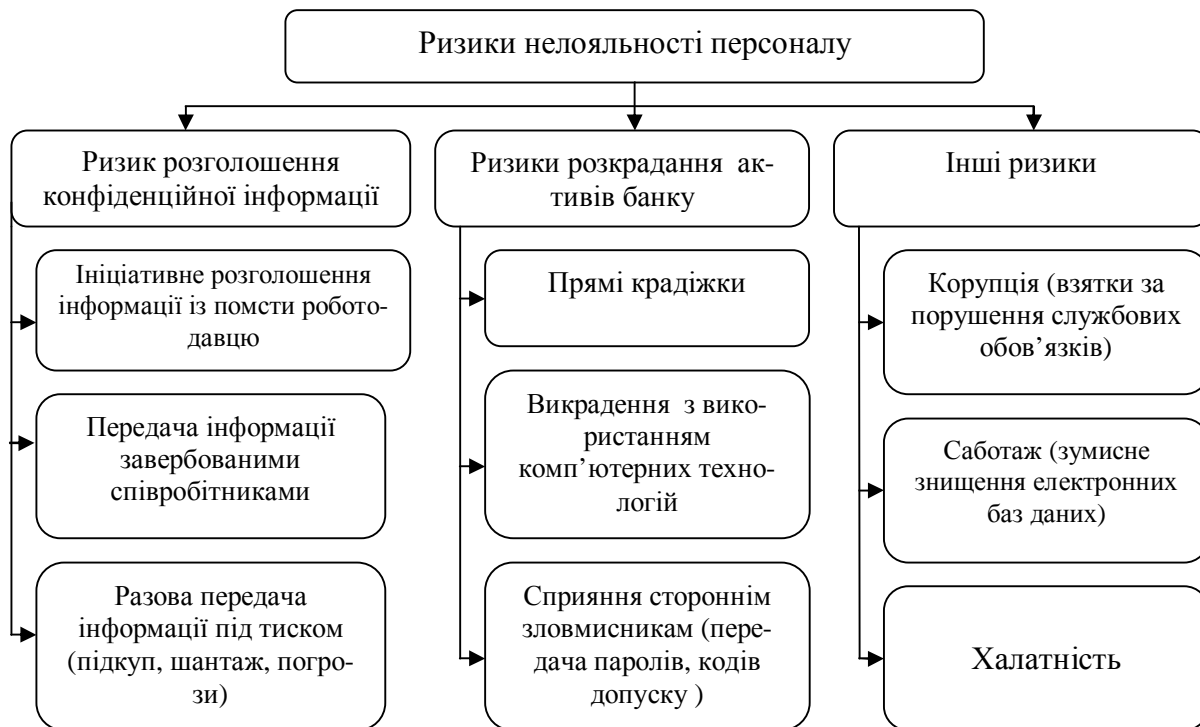 Ризики нелояльності персоналу
Ризик розголошення
конфіденційної інформації
Ініціативне розголошення
інформації із помсти робото-
давцю
Передача інформації
завербованими
співробітниками
Разова передача
інформації під тиском
(підкуп, шантаж, погро-
зи)
Ризики розкрадання ак-
тивів банку
Прямі крадіжки
Викрадення з вико-
ристанням
комп’ютерних техно-
логій
Сприяння стороннім
зловмисникам (пере-
дача паролів, кодів
допуску )
Інші ризики
Корупція (взятки за
порушення службових
обов’язків)
Саботаж (зумисне
знищення електронних
баз даних)
Халатність